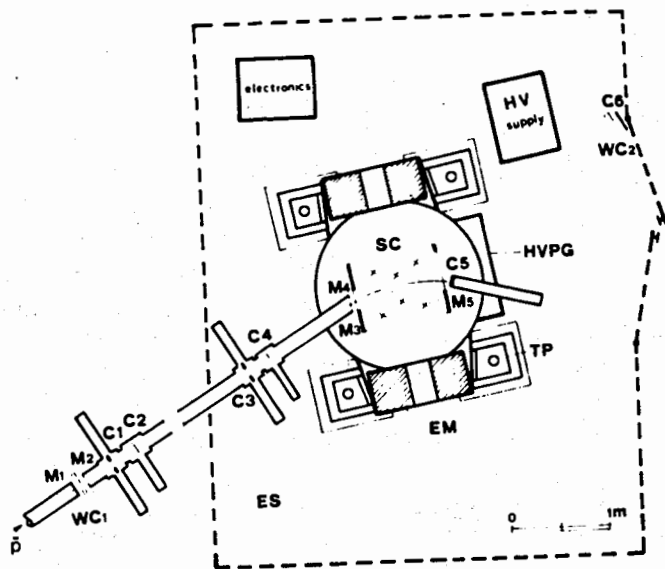 electronics
HV
supply
C6
WC2
SC
HVPG
C5
M4
M5
M3
C4
TP
C3
EM
C2
C1
M2
M1
WC1
ES
0
1m
p̄